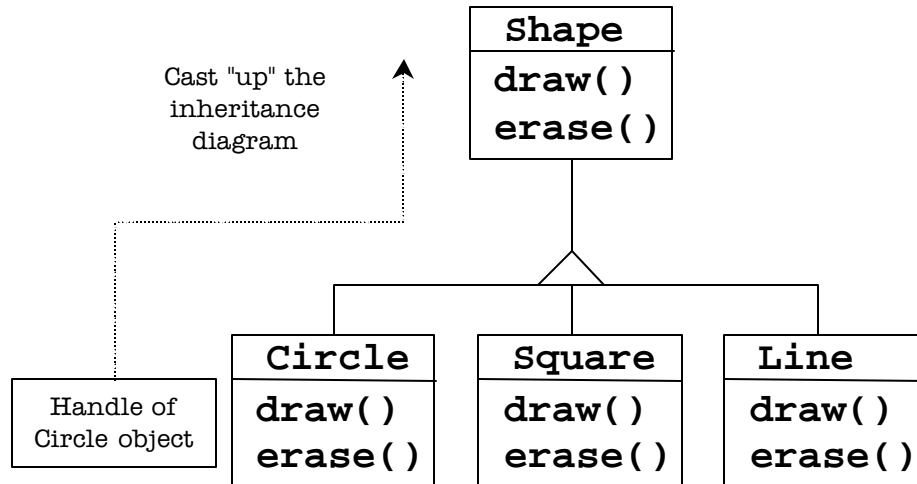 Shape
draw()
erase()
Cast "up" the
inheritance
diagram
Handle of
Circle object
Circle
draw()
erase()
Square
draw()
erase()
Line
draw()
erase()